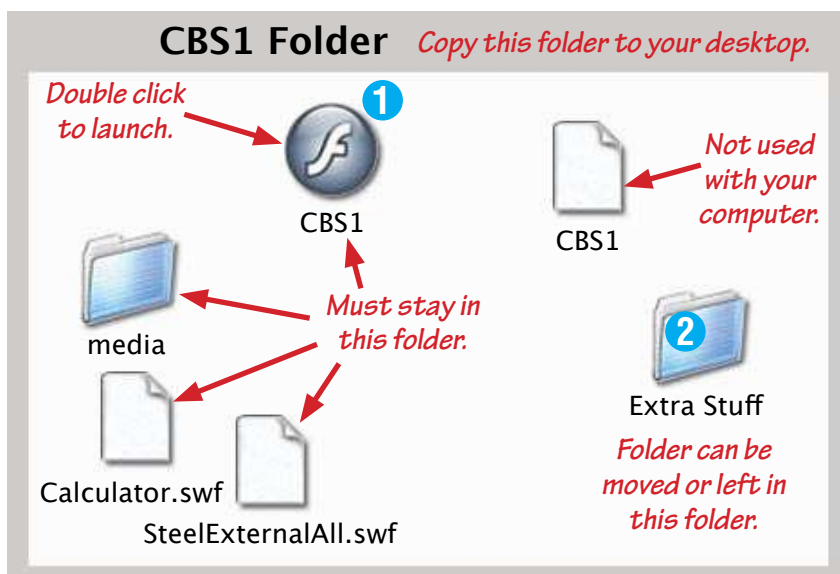 CBS1 Folder Copy this folder to your desktop.
Double click
to launch.
1
CBS1
Not used
with your
computer.
CBS1
media
Must stay in
this folder.
2
Extra Stuff
Calculator.swf
SteelExternalAll.swf
Folder can be
moved or left in
this folder.